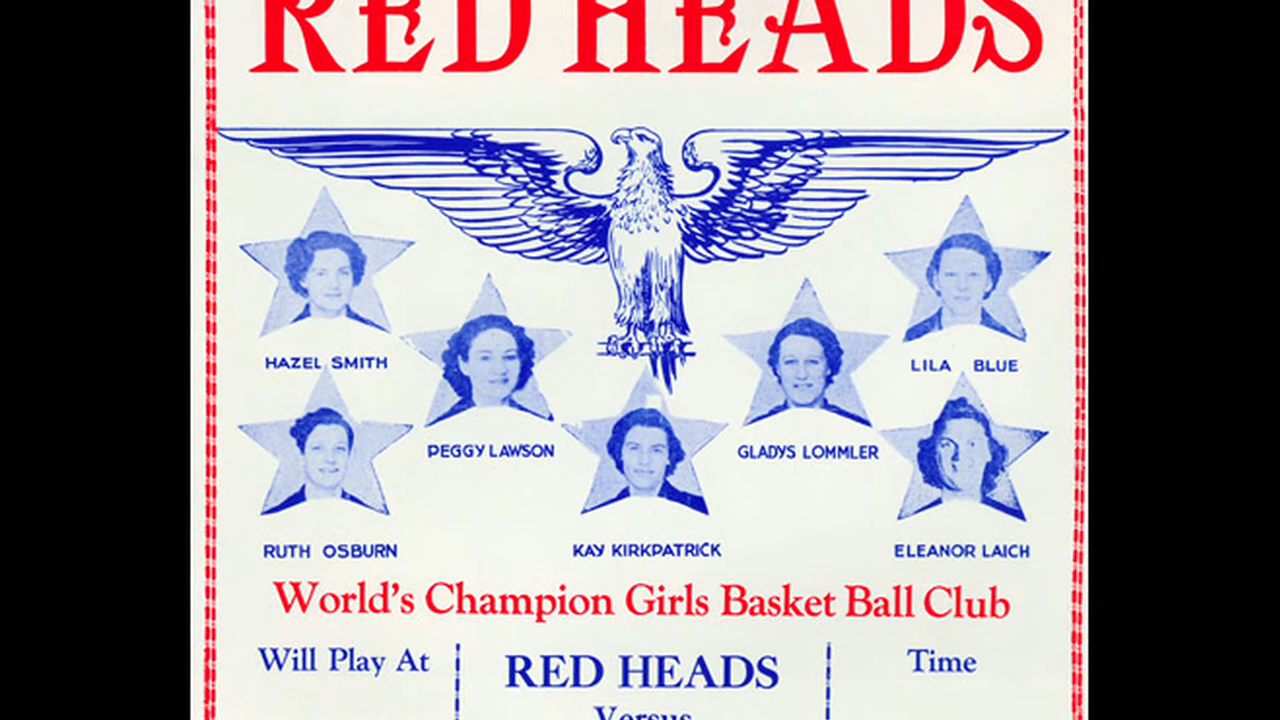 RED HEADS
HAZEL SMITH
LILA BLUE
PEGGY LAWSON
GLADYS LOMMLER
RUTH OSBURN
KAY KIRKPATRICK
ELEANOR LAICH
World's Champion Girls Basket Ball Club
Will Play At
RED HEADS
Time
Versus